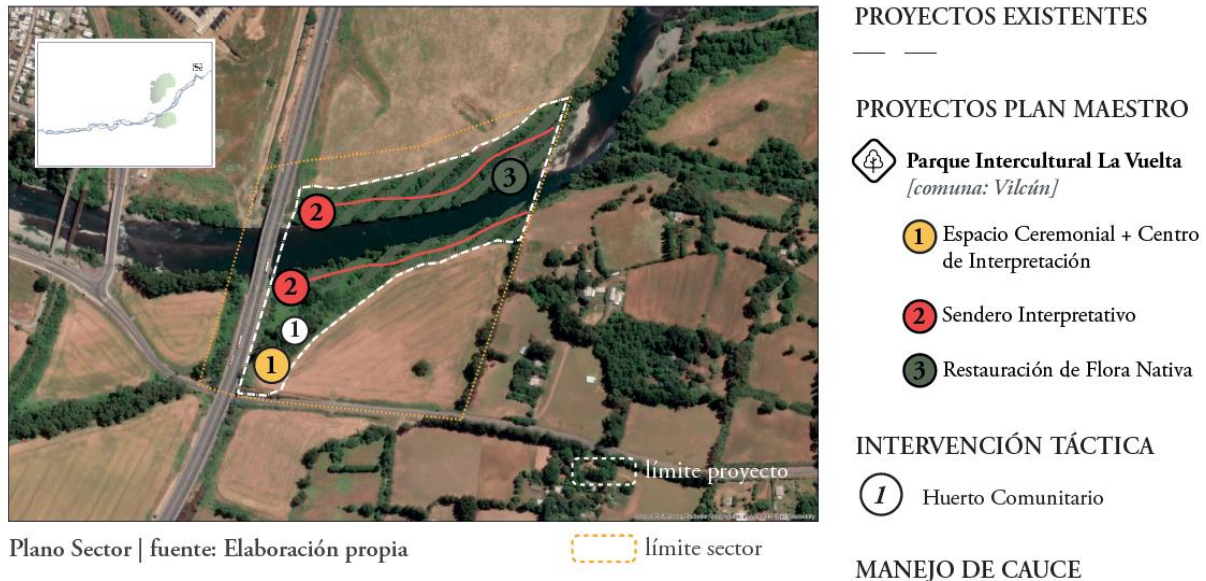 PROYECTOS EXISTENTES
PROYECTOS PLAN MAESTRO
Parque Intercultural La Vuelta
[comuna: Vilcún]
1 Espacio Ceremonial + Centro
de Interpretación
2 Sendero Interpretativo
3 Restauración de Flora Nativa
INTERVENCIÓN TÁCTICA
1 Huerto Comunitario
MANEJO DE CAUCE
2
3
2
1
1
límite proyecto
Plano Sector | fuente: Elaboración propia
límite sector